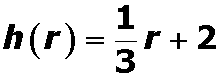 h(r) = 1/3 r + 2